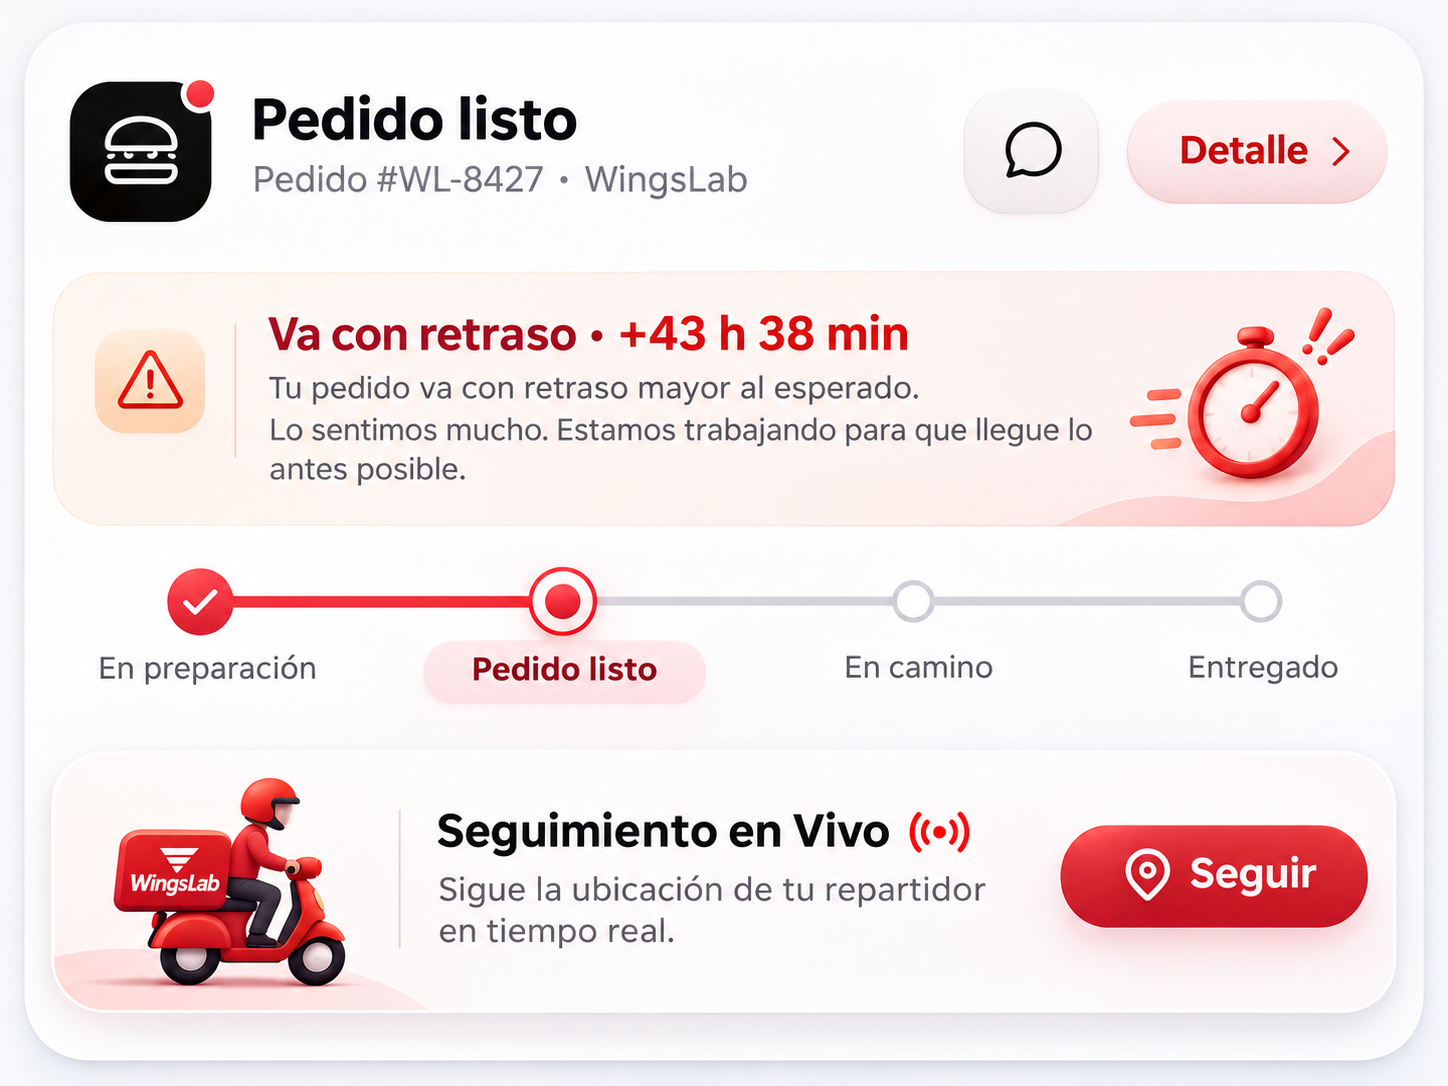 Pedido listo
Pedido #WL-8427 • WingsLab
Detalle
Va con retraso • +43 h 38 min
Tu pedido va con retraso mayor al esperado.
Lo sentimos mucho. Estamos trabajando para que llegue lo
antes posible.
En preparación
Pedido listo
En camino
Entregado
WingsLab
Seguimiento en Vivo
Sigue la ubicación de tu repartidor
en tiempo real.
Seguir